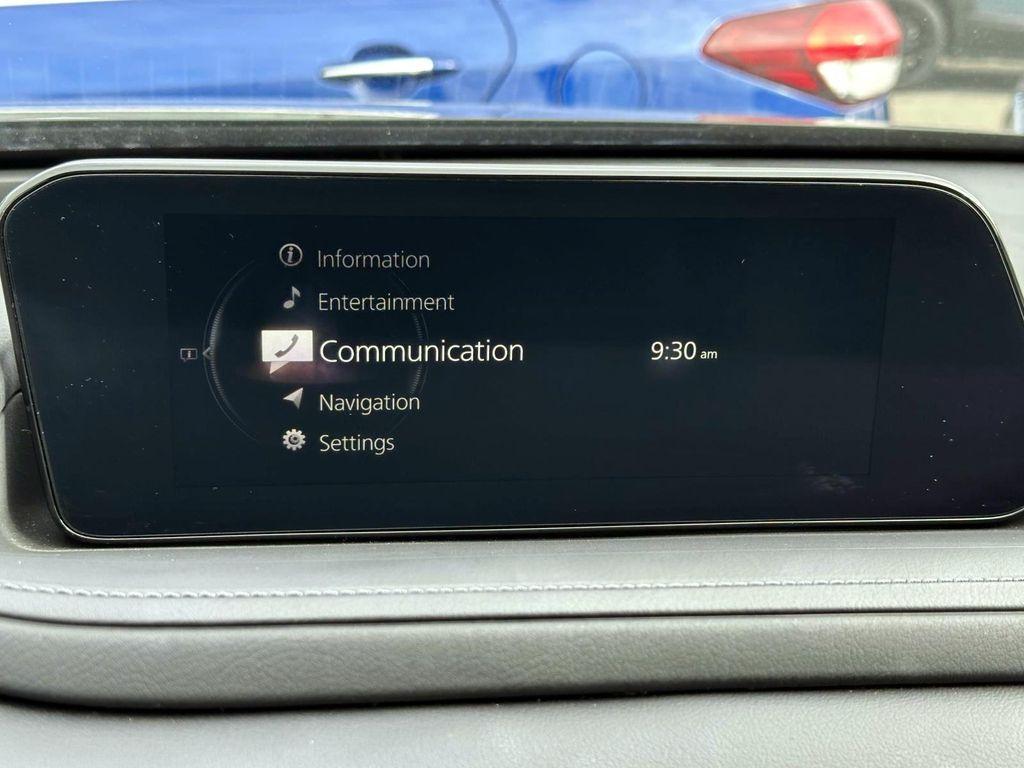 Information
Entertainment
Communication
9:30 am
Navigation
Settings